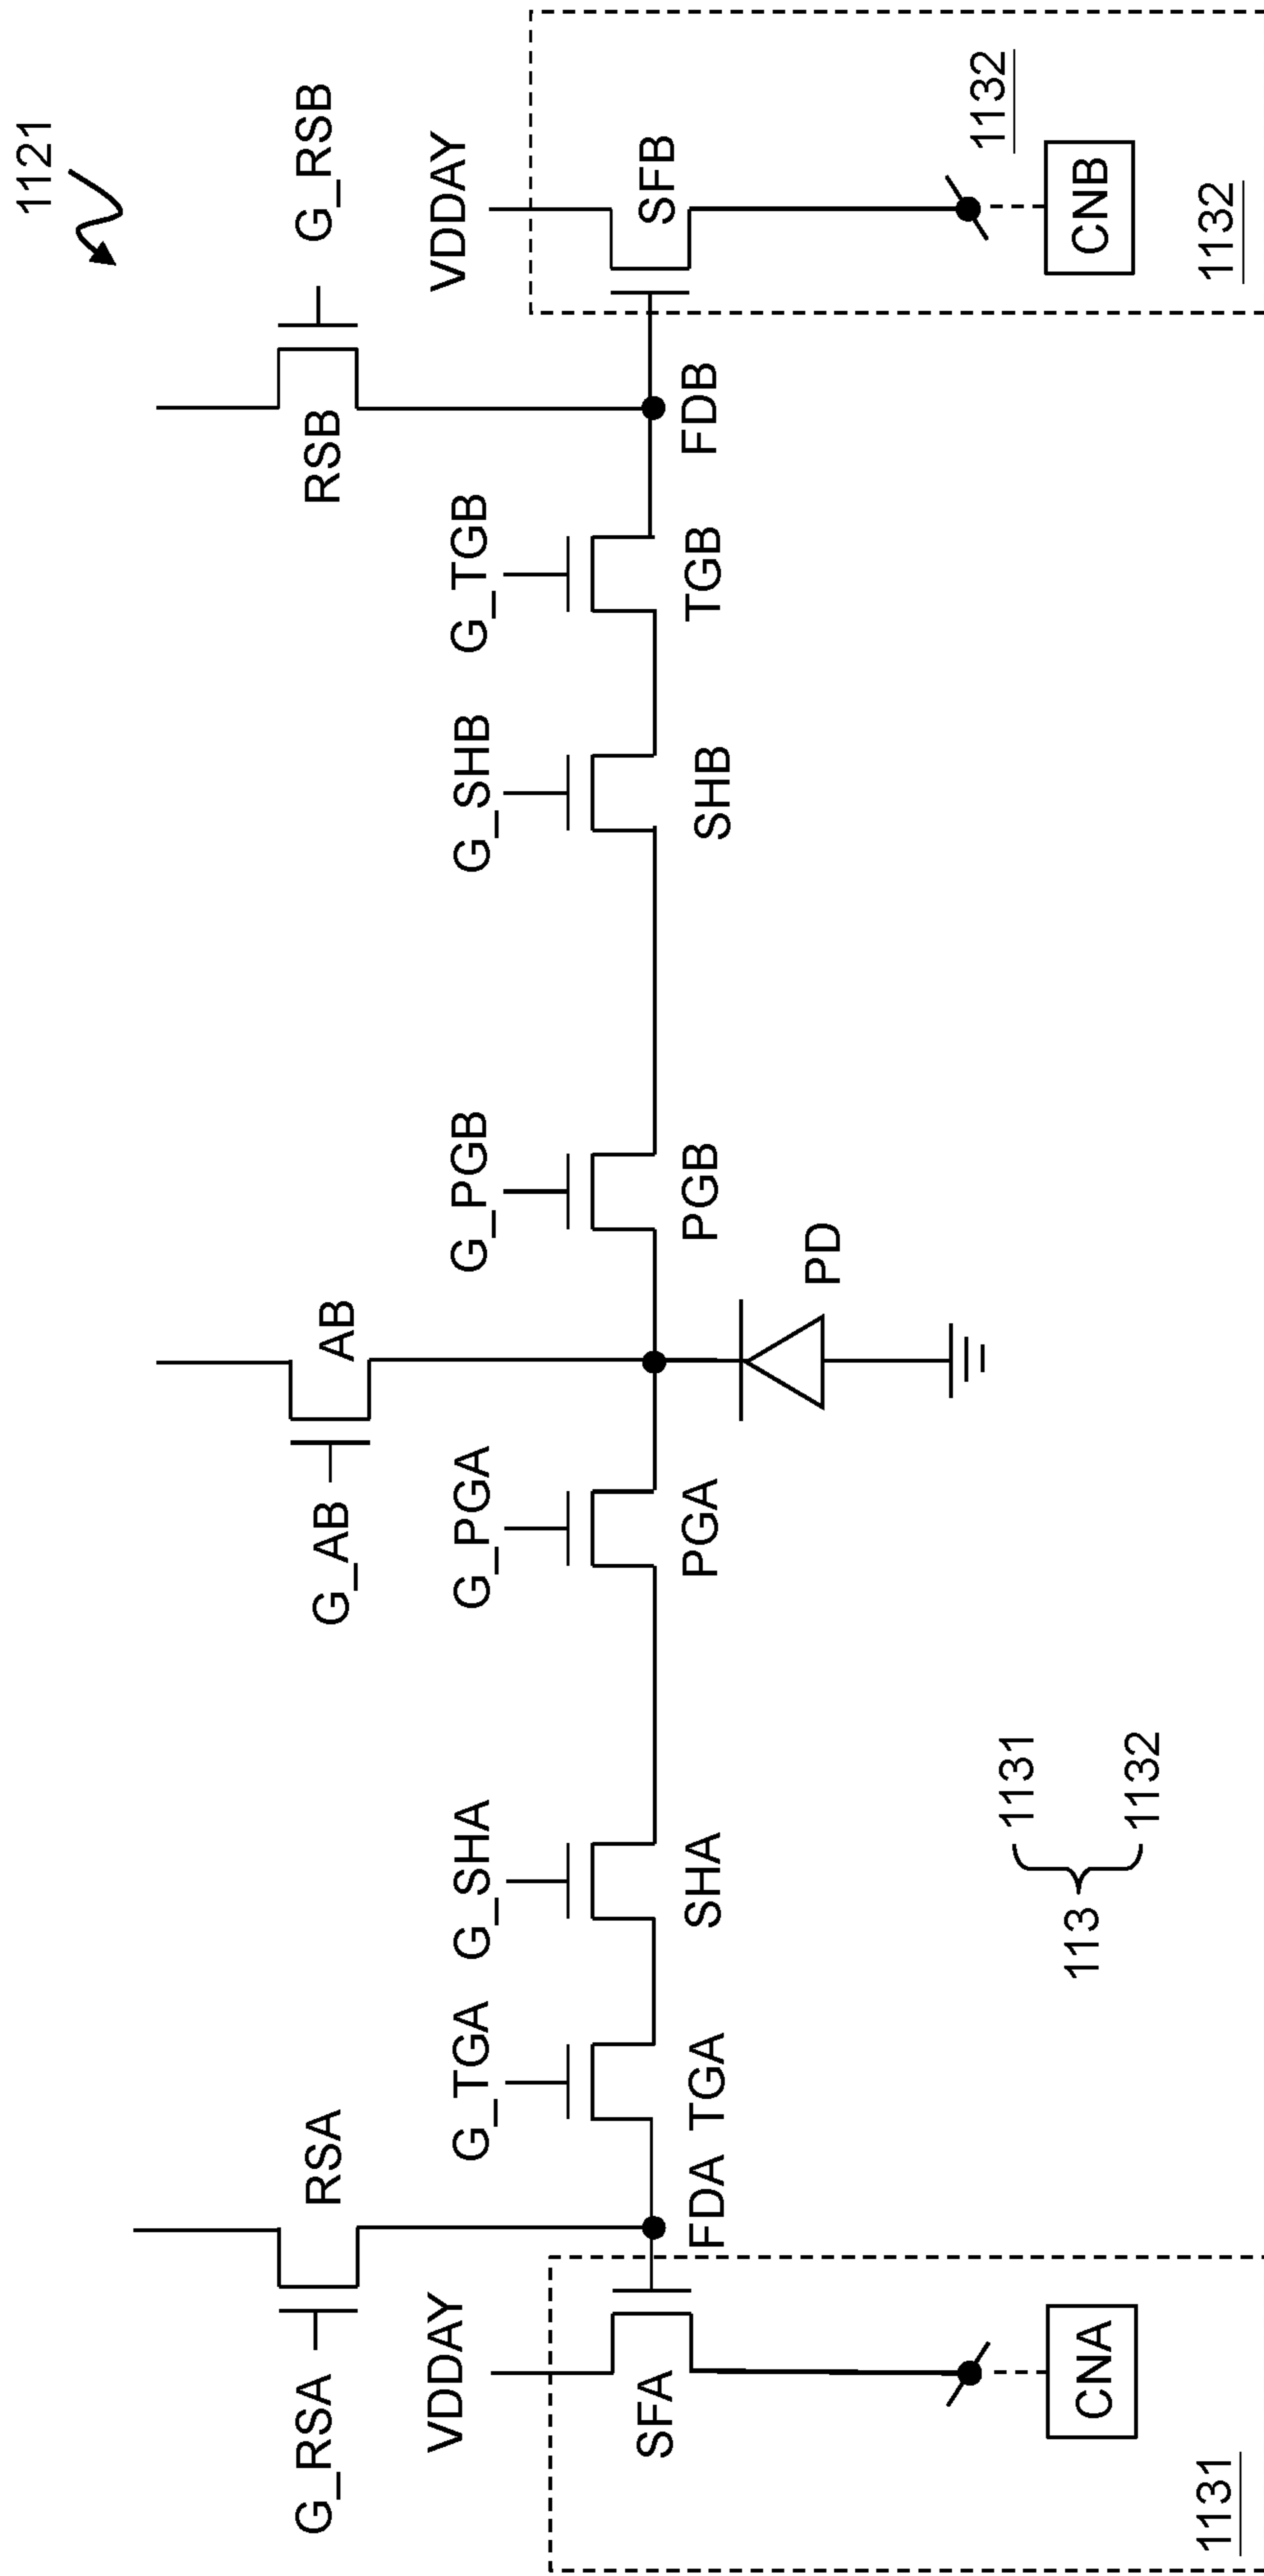 1121
G_RSA
RSA
G_AB
AB
RSB
G_RSB
VDDAY
G_TGA
G_SHA
G_PGA
G_PGB
G_SHB
G_TGB
VDDAY
SFA
FDA
TGA
SHA
PGA
PGB
SHB
TGB
FDB
SFB
PD
1132
CNA
CNB
113
1131
1132
1131
1132